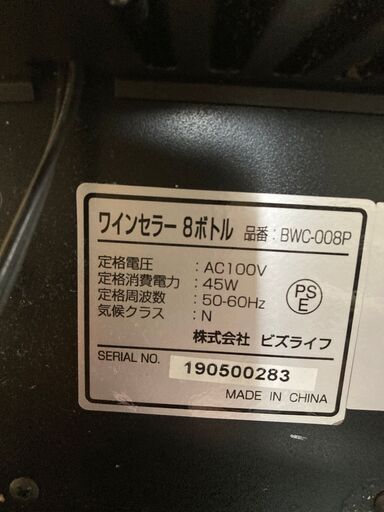 ワインセラー 8ボトル 品番：BWC-008P
定格電圧 ：AC100V
定格消費電力：45W
定格周波数 ：50-60Hz
気候クラス ：N
PS
E
株式会社 ビズライフ
SERIAL NO. 190500283
MADE IN CHINA